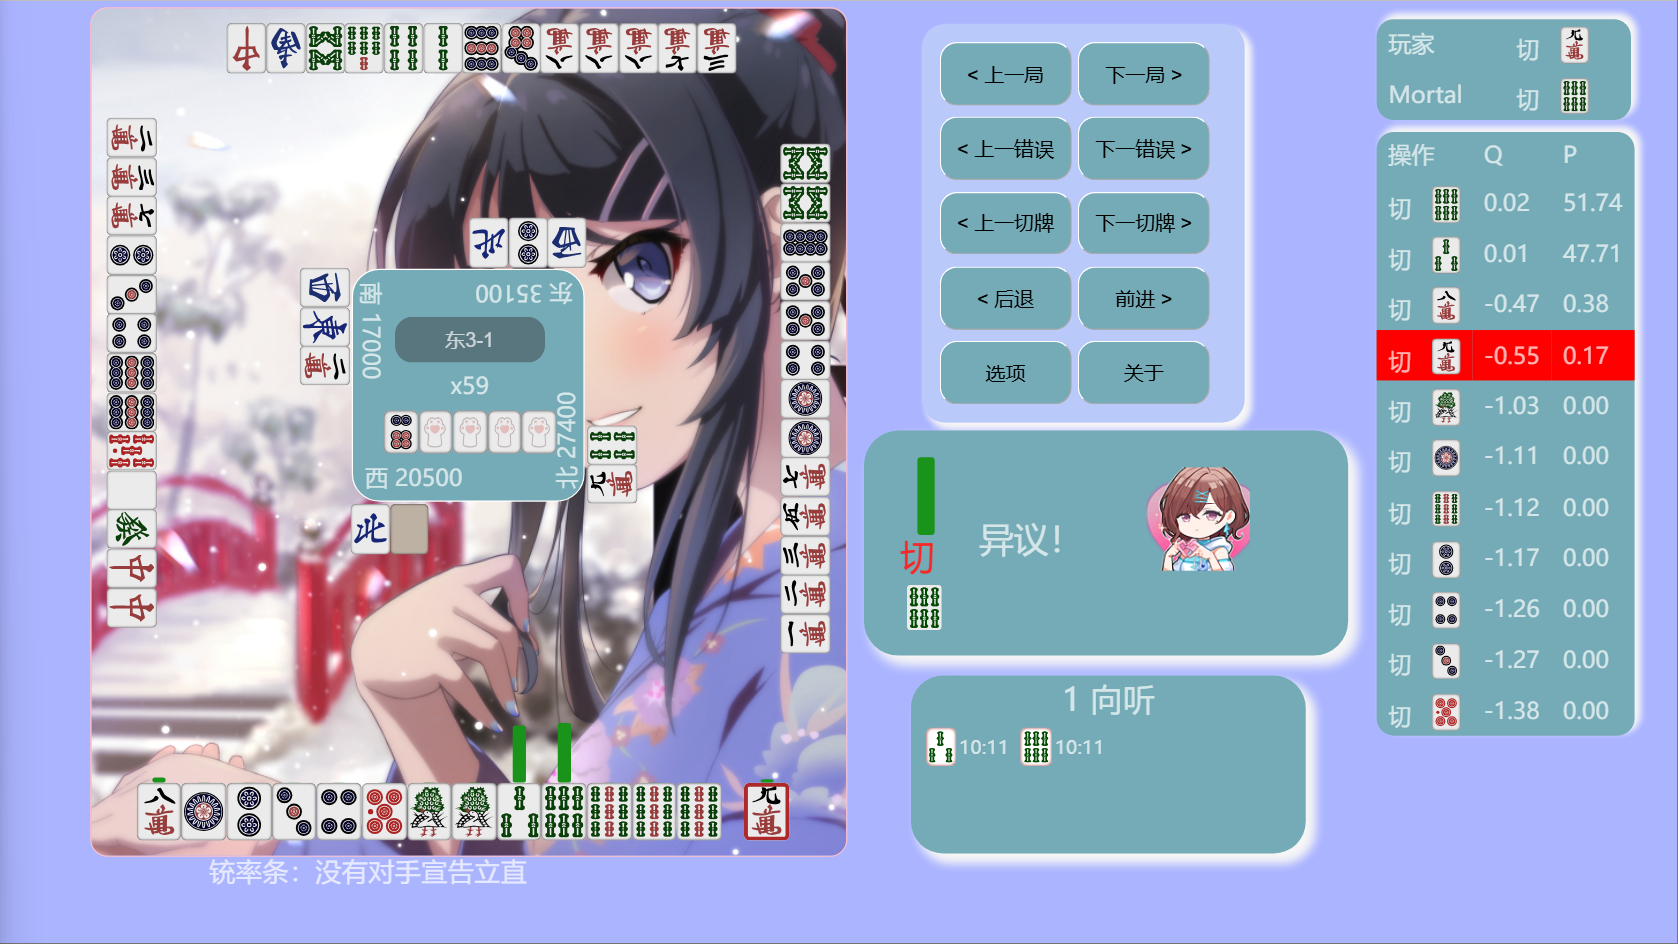 东 35100
南 17000
东3-1
x59
北 27400
西 20500
铳率条：没有对手宣告立直
< 上一局
下一局 >
< 上一错误
下一错误 >
< 上一切牌
下一切牌 >
< 后退
前进 >
选项
关于
切
异议！
1 向听
10:11
10:11
玩家 切
Mortal 切
操作 Q P
切 0.02 51.74
切 0.01 47.71
切 -0.47 0.38
切 -0.55 0.17
切 -1.03 0.00
切 -1.11 0.00
切 -1.12 0.00
切 -1.17 0.00
切 -1.26 0.00
切 -1.27 0.00
切 -1.38 0.00